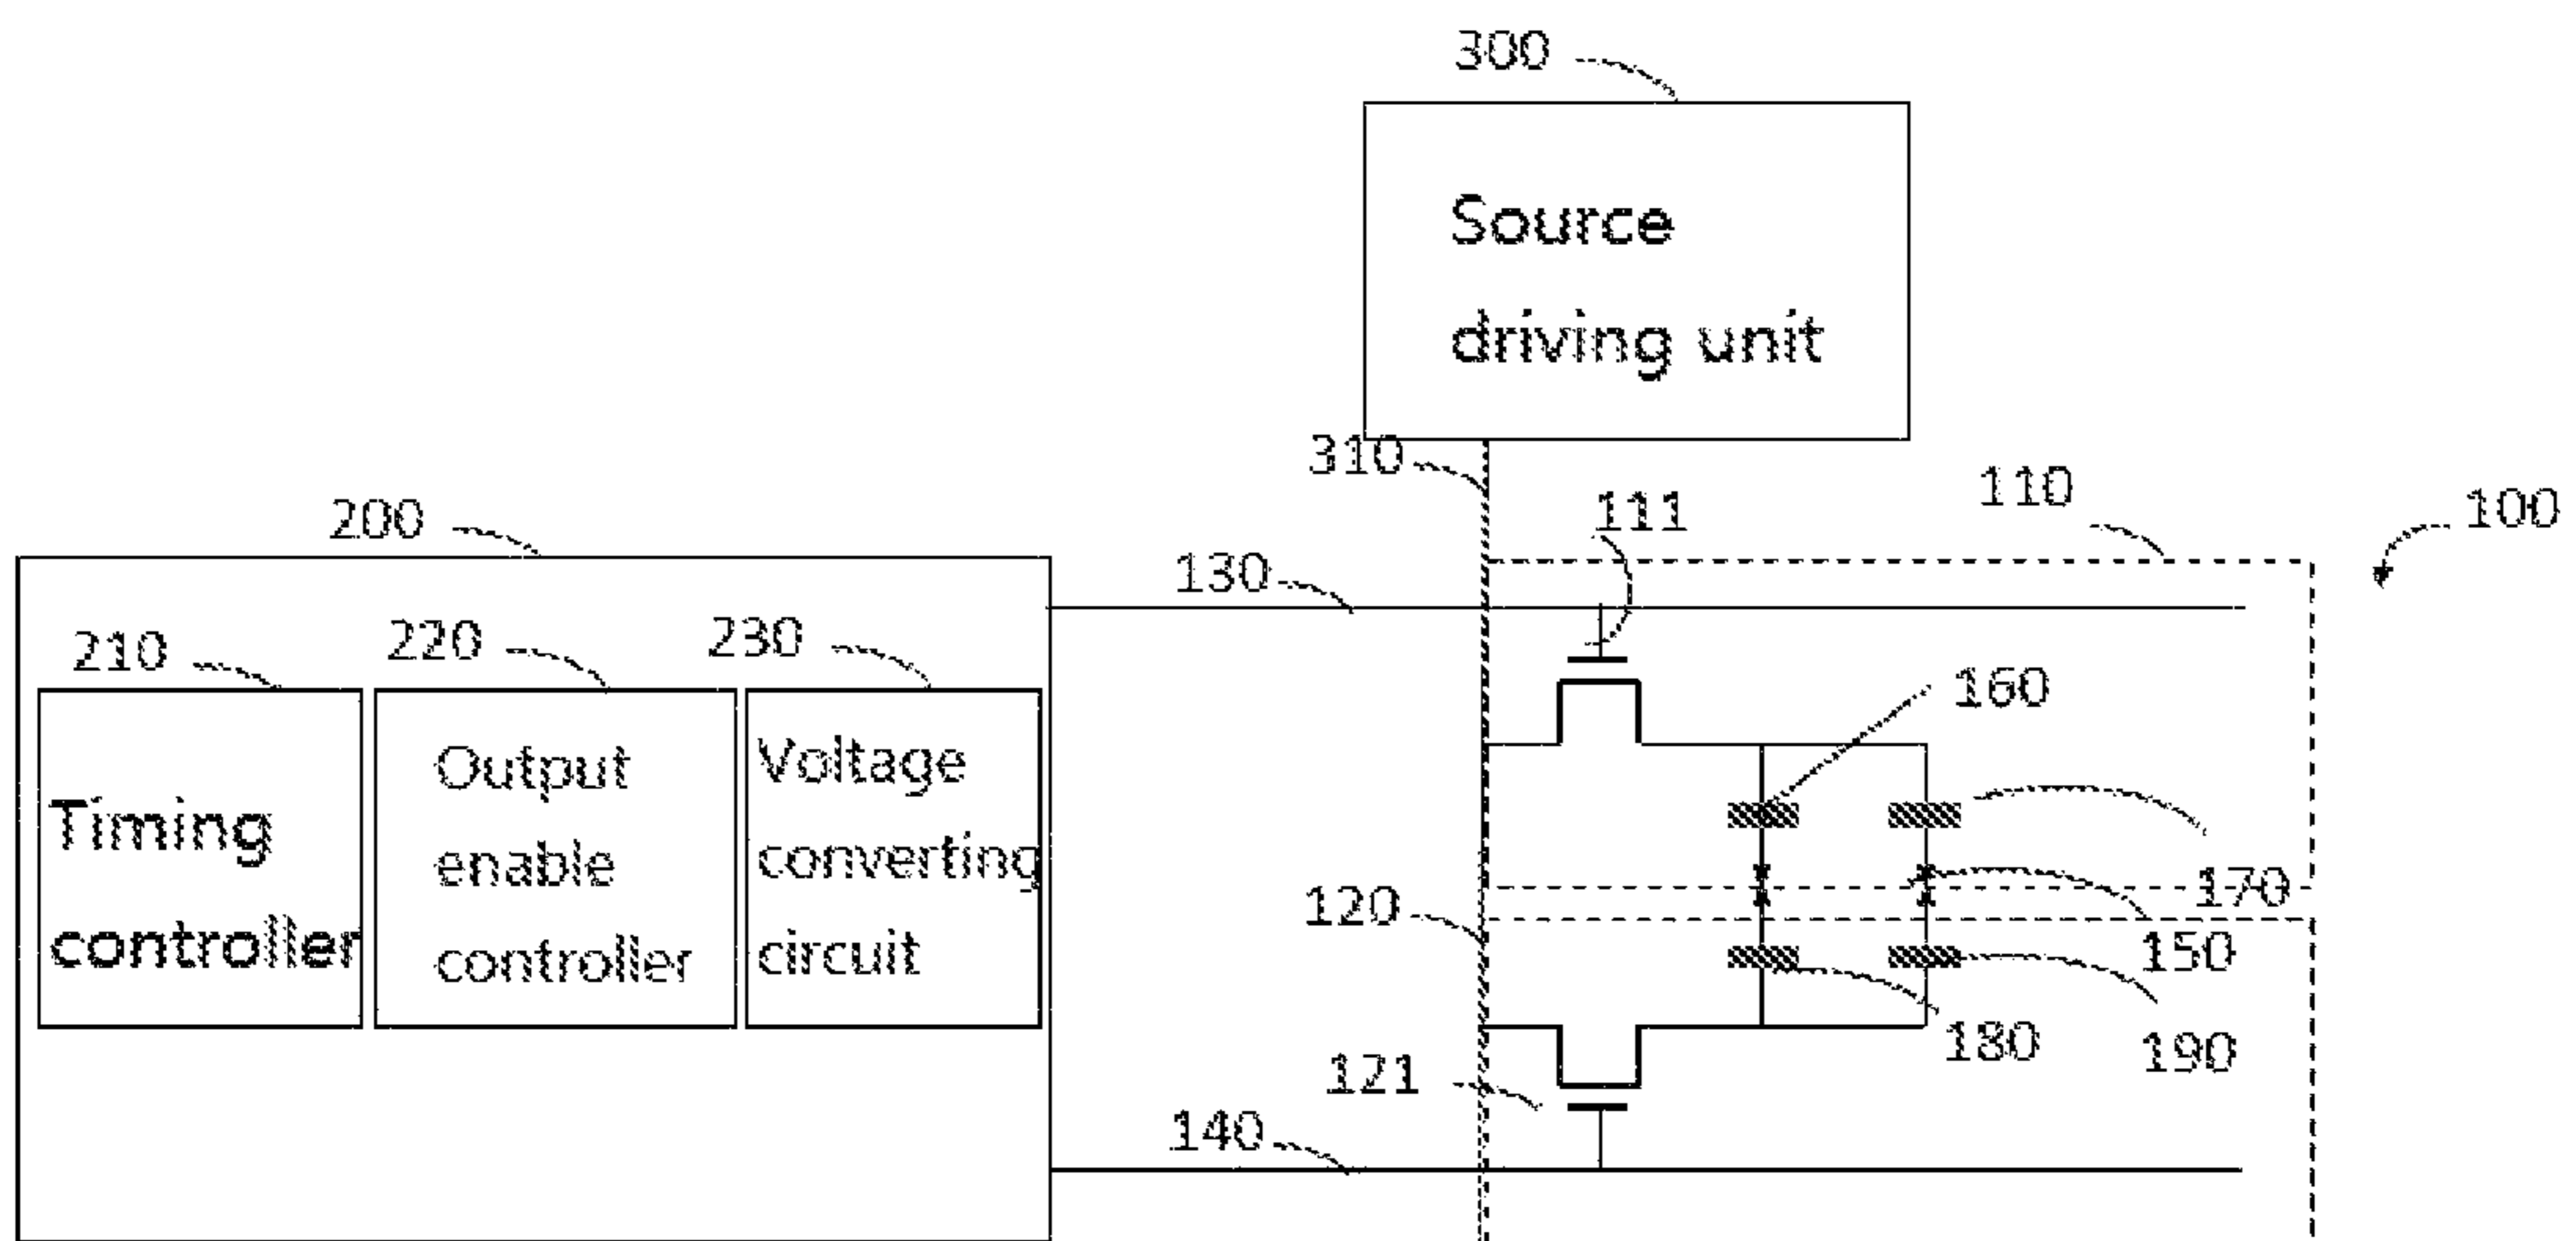 300
Source
driving unit
310
200
111
110
100
130
210
220
230
160
Timing
controller
Output
enable
controller
Voltage
converting
circuit
170
120
150
180
190
121
140